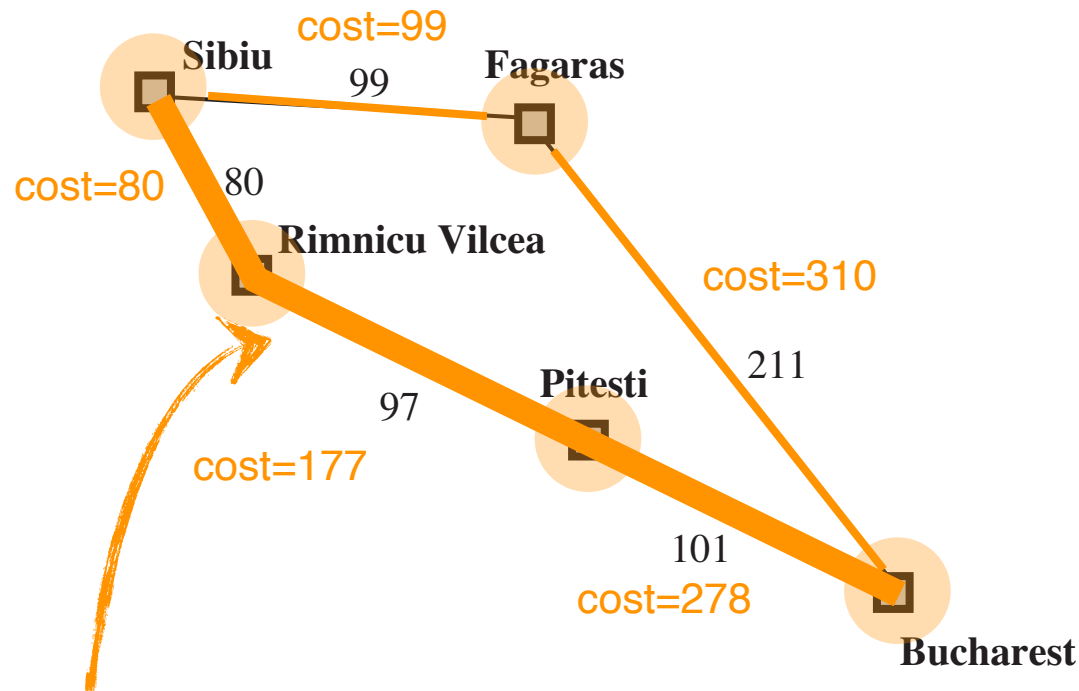 cost=99
Sibiu
Fagaras
99
cost=80
80
Rimnicu Vilcea
cost=310
211
Pitesti
97
cost=177
101
cost=278
Bucharest